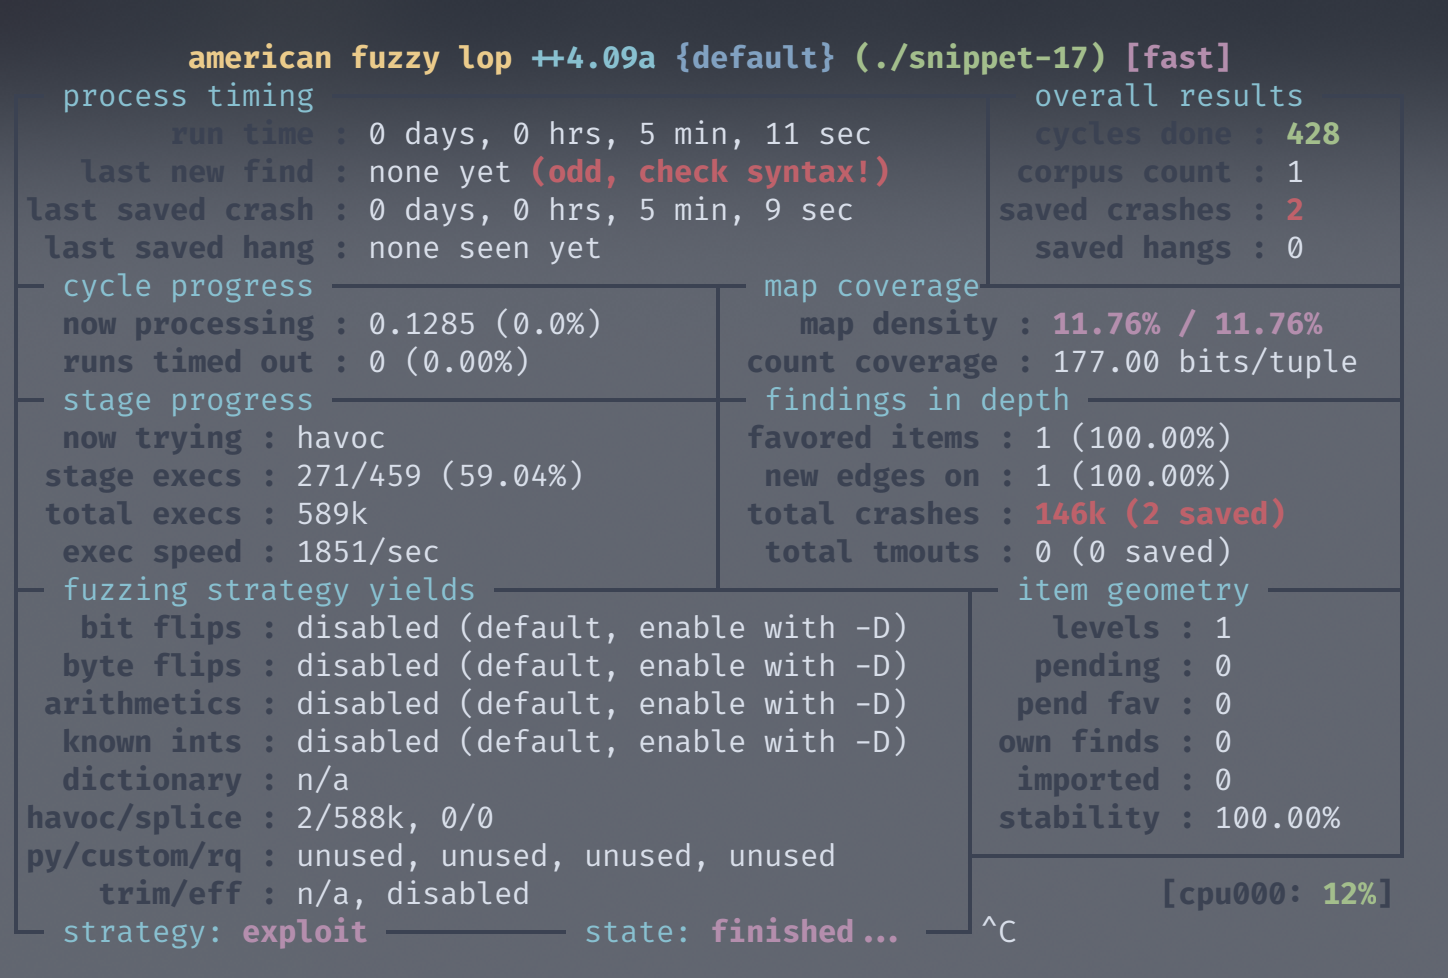 american fuzzy lop ++4.09a {default} (./snippet-17) [fast]
process timing overall results
run time : 0 days, 0 hrs, 5 min, 11 sec cycles done : 428
last new find : none yet (odd, check syntax!) corpus count : 1
last saved crash : 0 days, 0 hrs, 5 min, 9 sec saved crashes : 2
last saved hang : none seen yet saved hangs : 0
cycle progress map coverage
now processing : 0.1285 (0.0%) map density : 11.76% / 11.76%
runs timed out : 0 (0.00%) count coverage : 177.00 bits/tuple
stage progress findings in depth
now trying : havoc favored items : 1 (100.00%)
stage execs : 271/459 (59.04%) new edges on : 1 (100.00%)
total execs : 589k total crashes : 146k (2 saved)
exec speed : 1851/sec total tmouts : 0 (0 saved)
fuzzing strategy yields item geometry
bit flips : disabled (default, enable with -D) levels : 1
byte flips : disabled (default, enable with -D) pending : 0
arithmetics : disabled (default, enable with -D) pend fav : 0
known ints : disabled (default, enable with -D) own finds : 0
dictionary : n/a imported : 0
havoc/splice : 2/588k, 0/0 stability : 100.00%
py/custom/rq : unused, unused, unused, unused
trim/eff : n/a, disabled [cpu000: 12%]
strategy: exploit state: finished... ^C